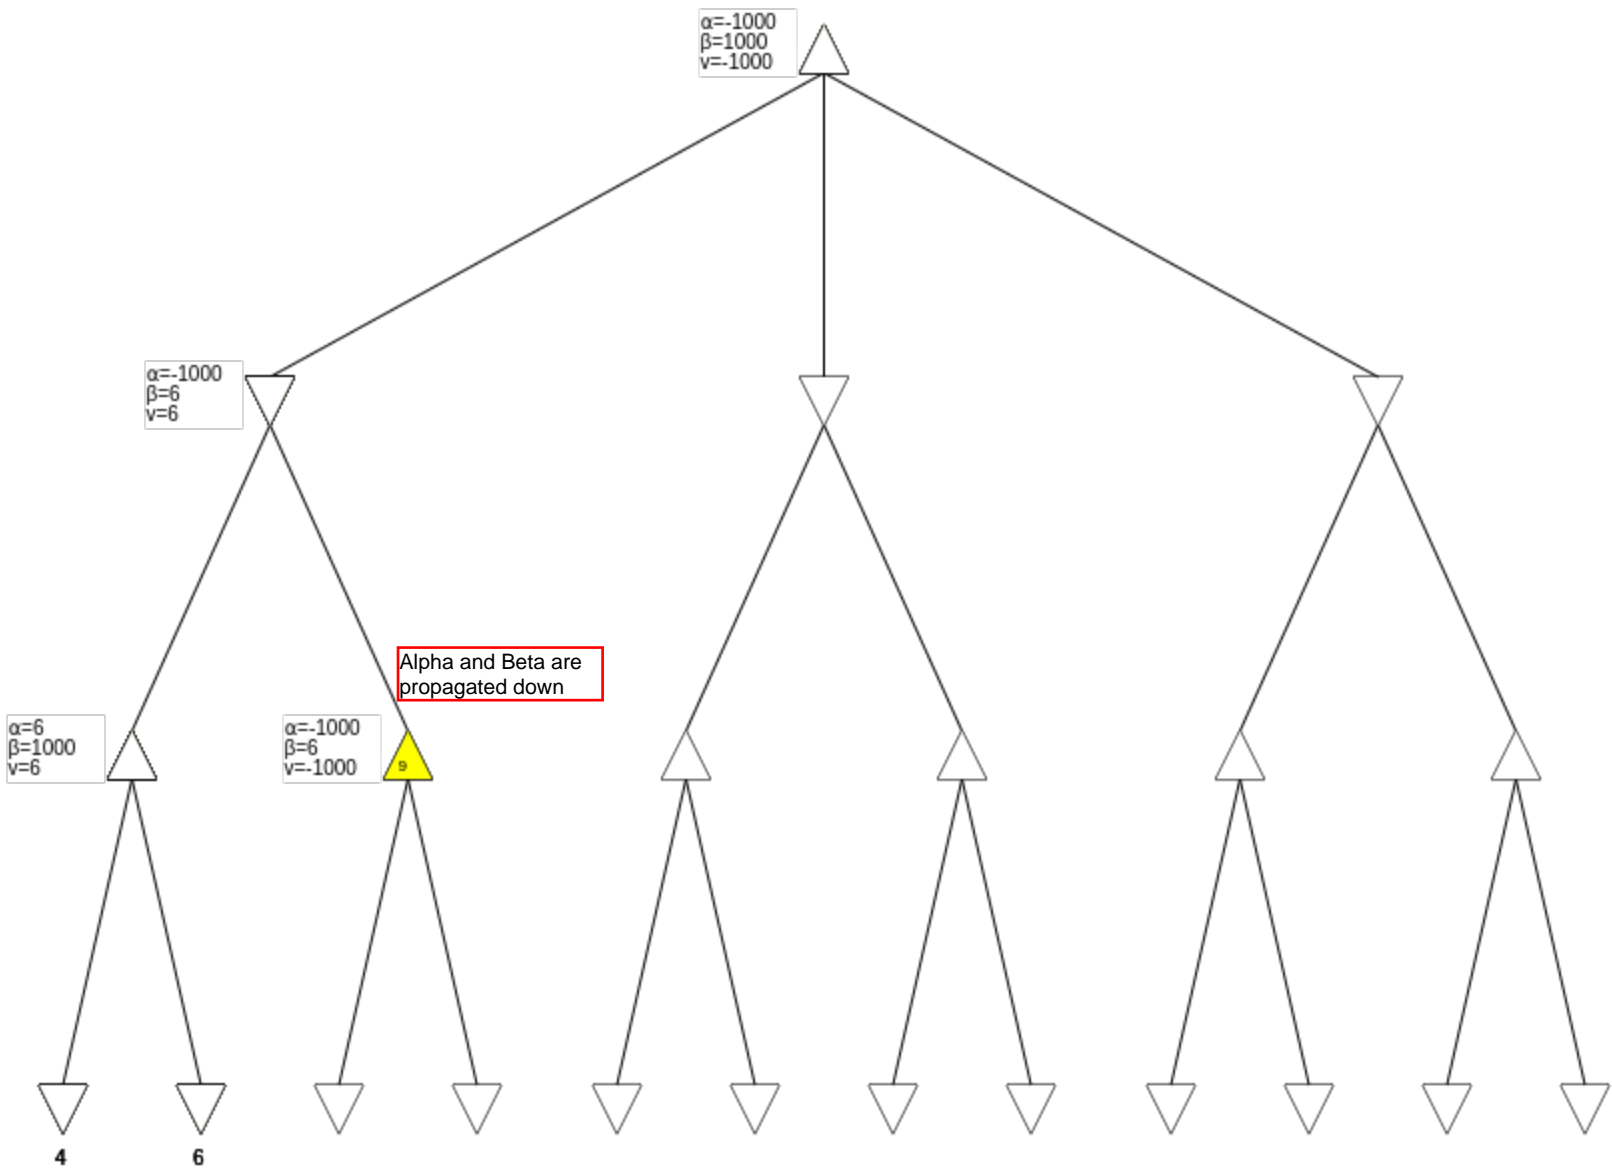 α=-1000
β=1000
v=-1000
α=-1000
β=6
v=6
Alpha and Beta are
propagated down
α=6
β=1000
v=6
α=-1000
β=6
v=-1000
9
4
6